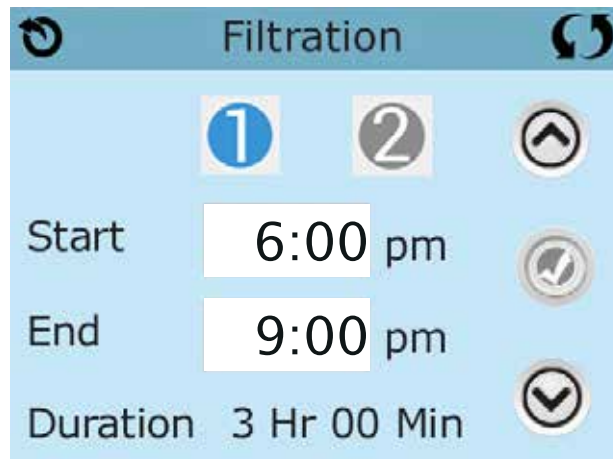 Filtration
1 2
Start 6:00 pm
End 9:00 pm
Duration 3 Hr 00 Min